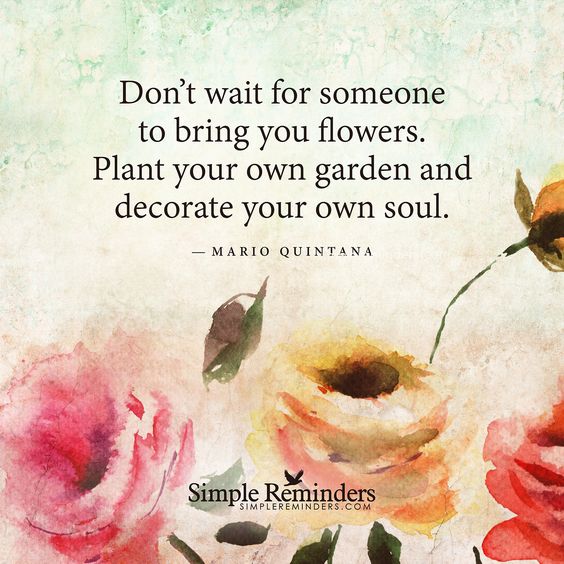 Don’t wait for someone
to bring you flowers.
Plant your own garden and
decorate your own soul.
— MARIO QUINTANA
Simple Reminders
SIMPLEREMINDERS.COM